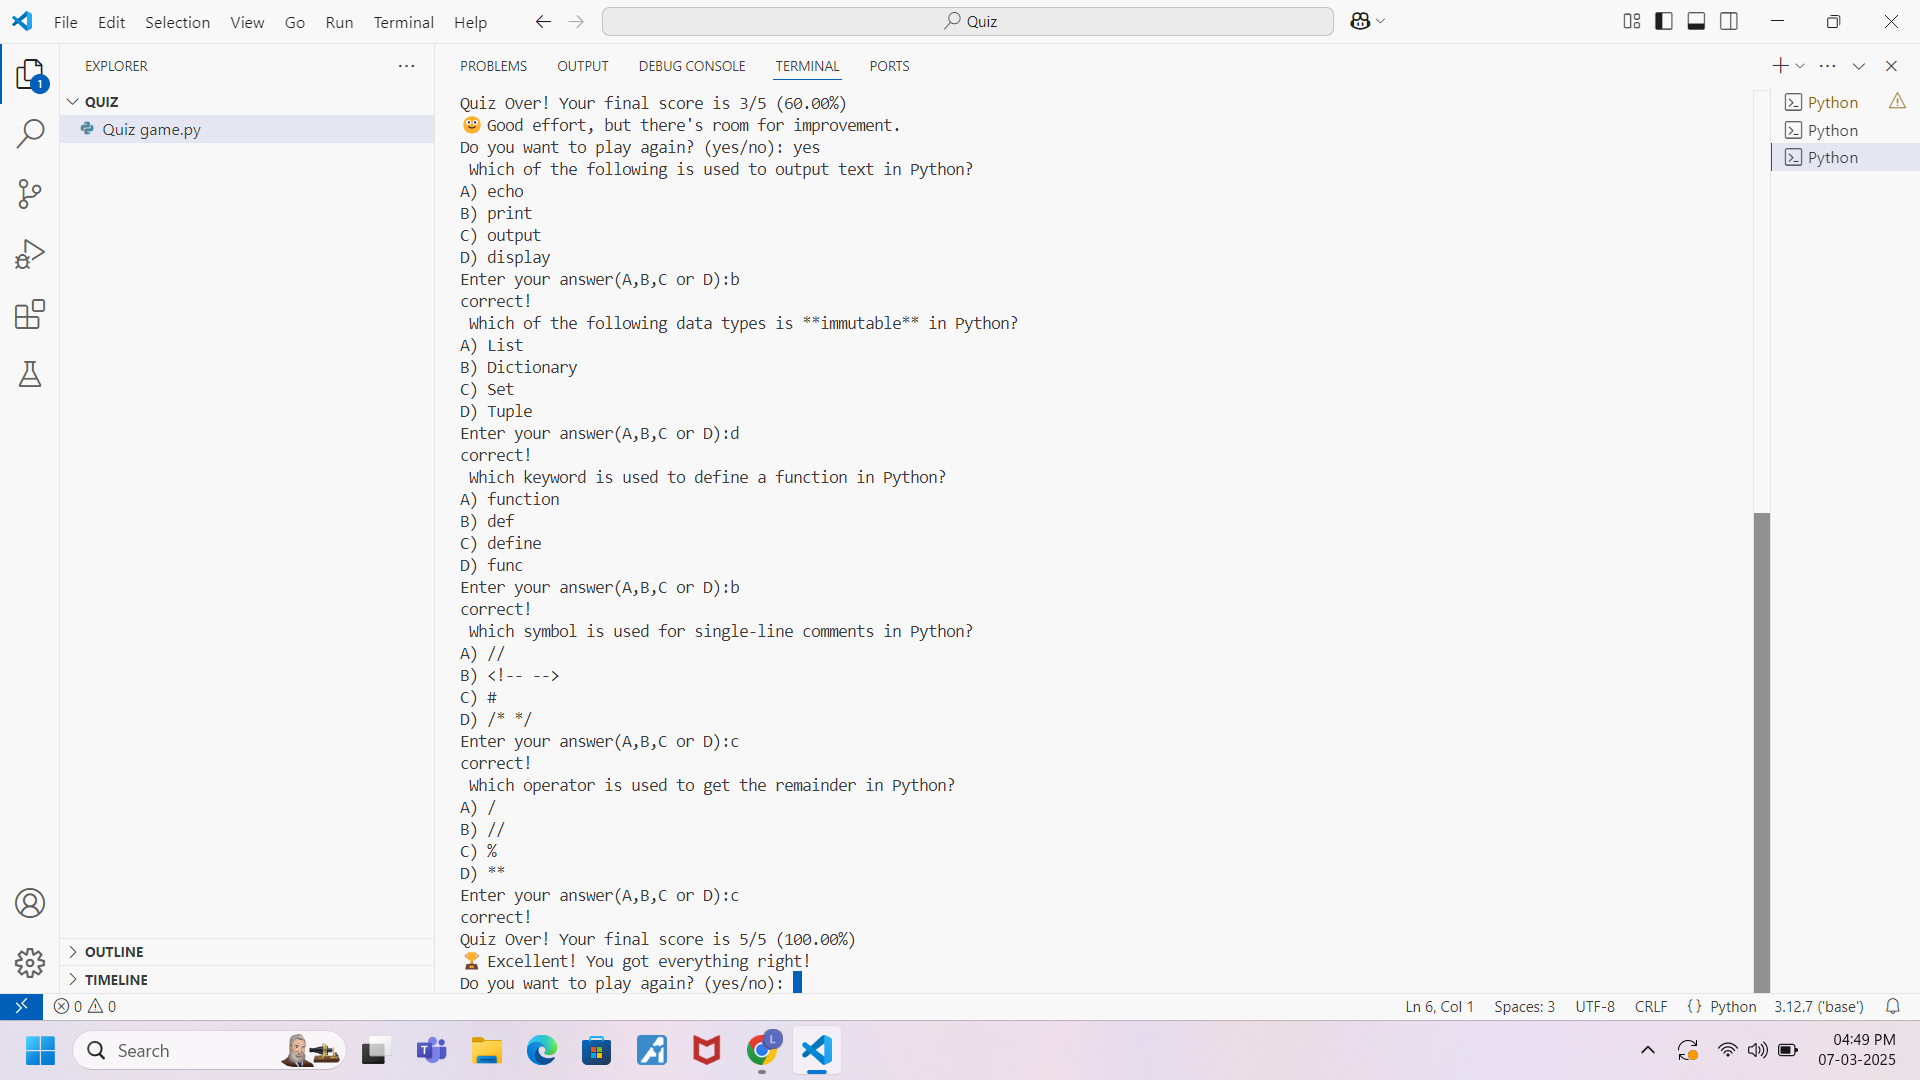 File Edit Selection View Go Run Terminal Help
Quiz
EXPLORER
1
QUIZ
Quiz game.py
OUTLINE
TIMELINE
PROBLEMS OUTPUT DEBUG CONSOLE TERMINAL PORTS
Quiz Over! Your final score is 3/5 (60.00%)
Good effort, but there's room for improvement.
Do you want to play again? (yes/no): yes
Which of the following is used to output text in Python?
A) echo
B) print
C) output
D) display
Enter your answer(A,B,C or D):b
correct!
Which of the following data types is **immutable** in Python?
A) List
B) Dictionary
C) Set
D) Tuple
Enter your answer(A,B,C or D):d
correct!
Which keyword is used to define a function in Python?
A) function
B) def
C) define
D) func
Enter your answer(A,B,C or D):b
correct!
Which symbol is used for single-line comments in Python?
A) //
B) <!-- -->
C) #
D) /* */
Enter your answer(A,B,C or D):c
correct!
Which operator is used to get the remainder in Python?
A) /
B) //
C) %
D) **
Enter your answer(A,B,C or D):c
correct!
Quiz Over! Your final score is 5/5 (100.00%)
🏆 Excellent! You got everything right!
Do you want to play again? (yes/no):
Python
Python
Python
0 0
Ln 6, Col 1 Spaces: 3 UTF-8 CRLF {} Python 3.12.7 ('base')
Search
L
04:49 PM
07-03-2025